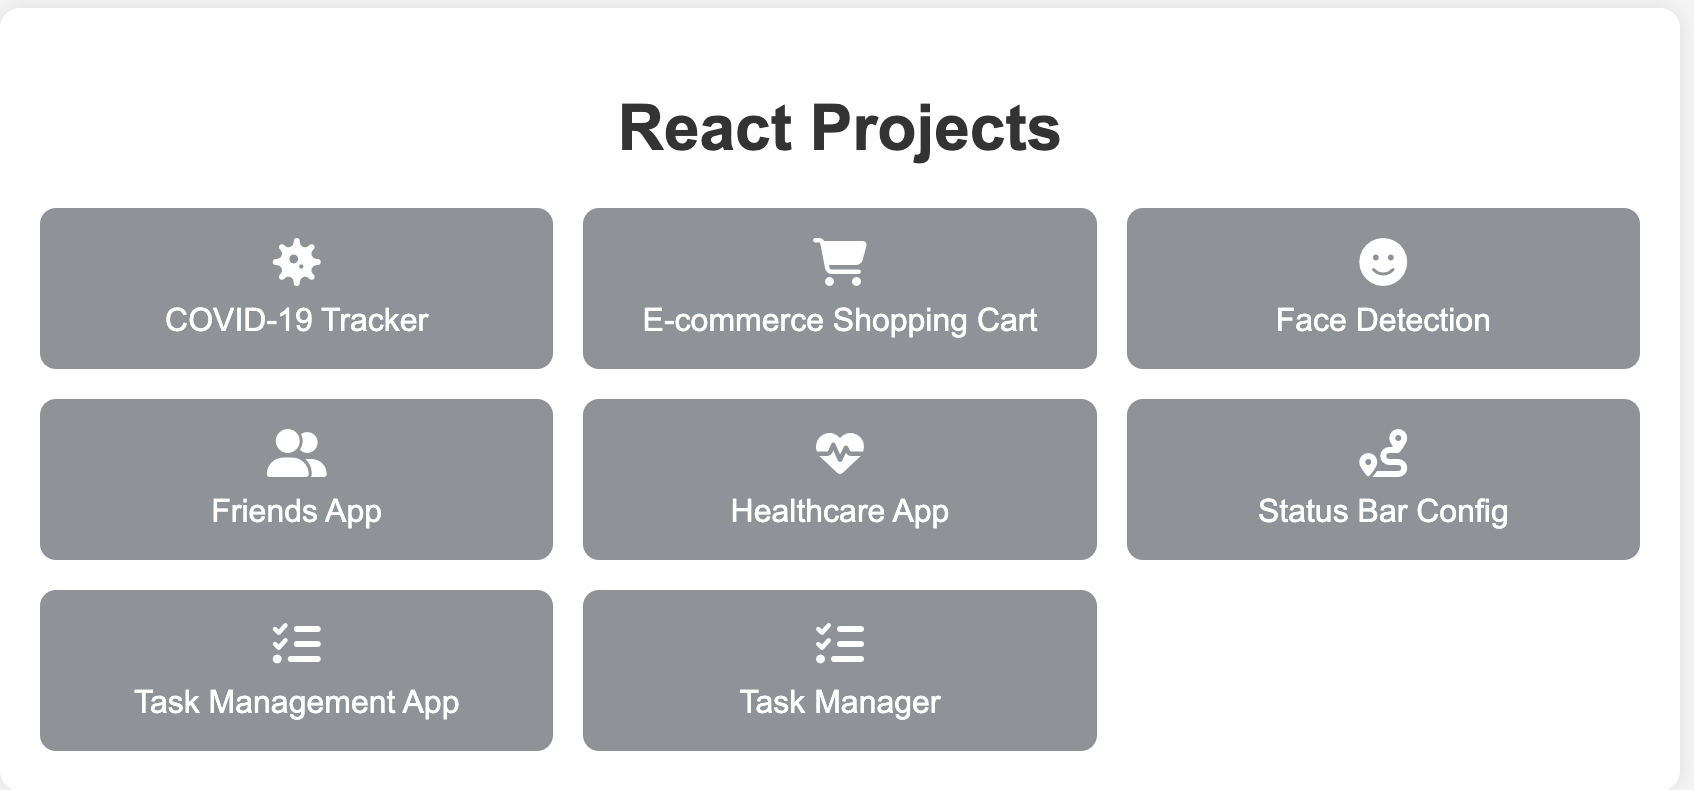 React Projects
COVID-19 Tracker
E-commerce Shopping Cart
Face Detection
Friends App
Healthcare App
Status Bar Config
Task Management App
Task Manager